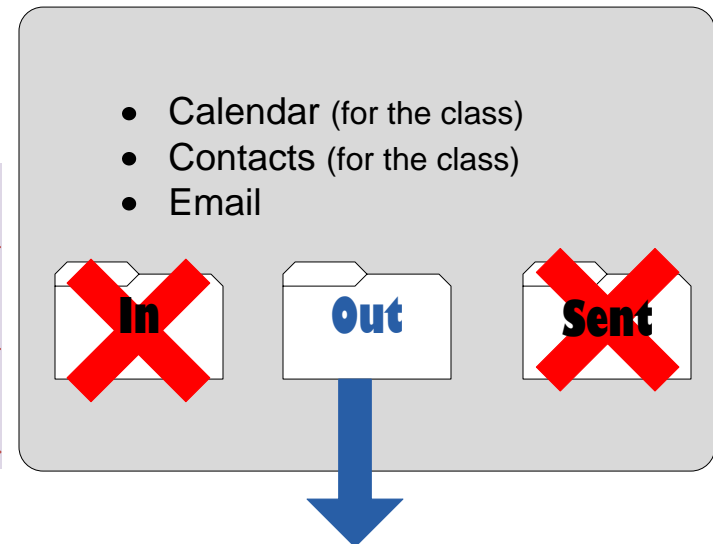 • Calendar (for the class)
• Contacts (for the class)
• Email
In Out Sent